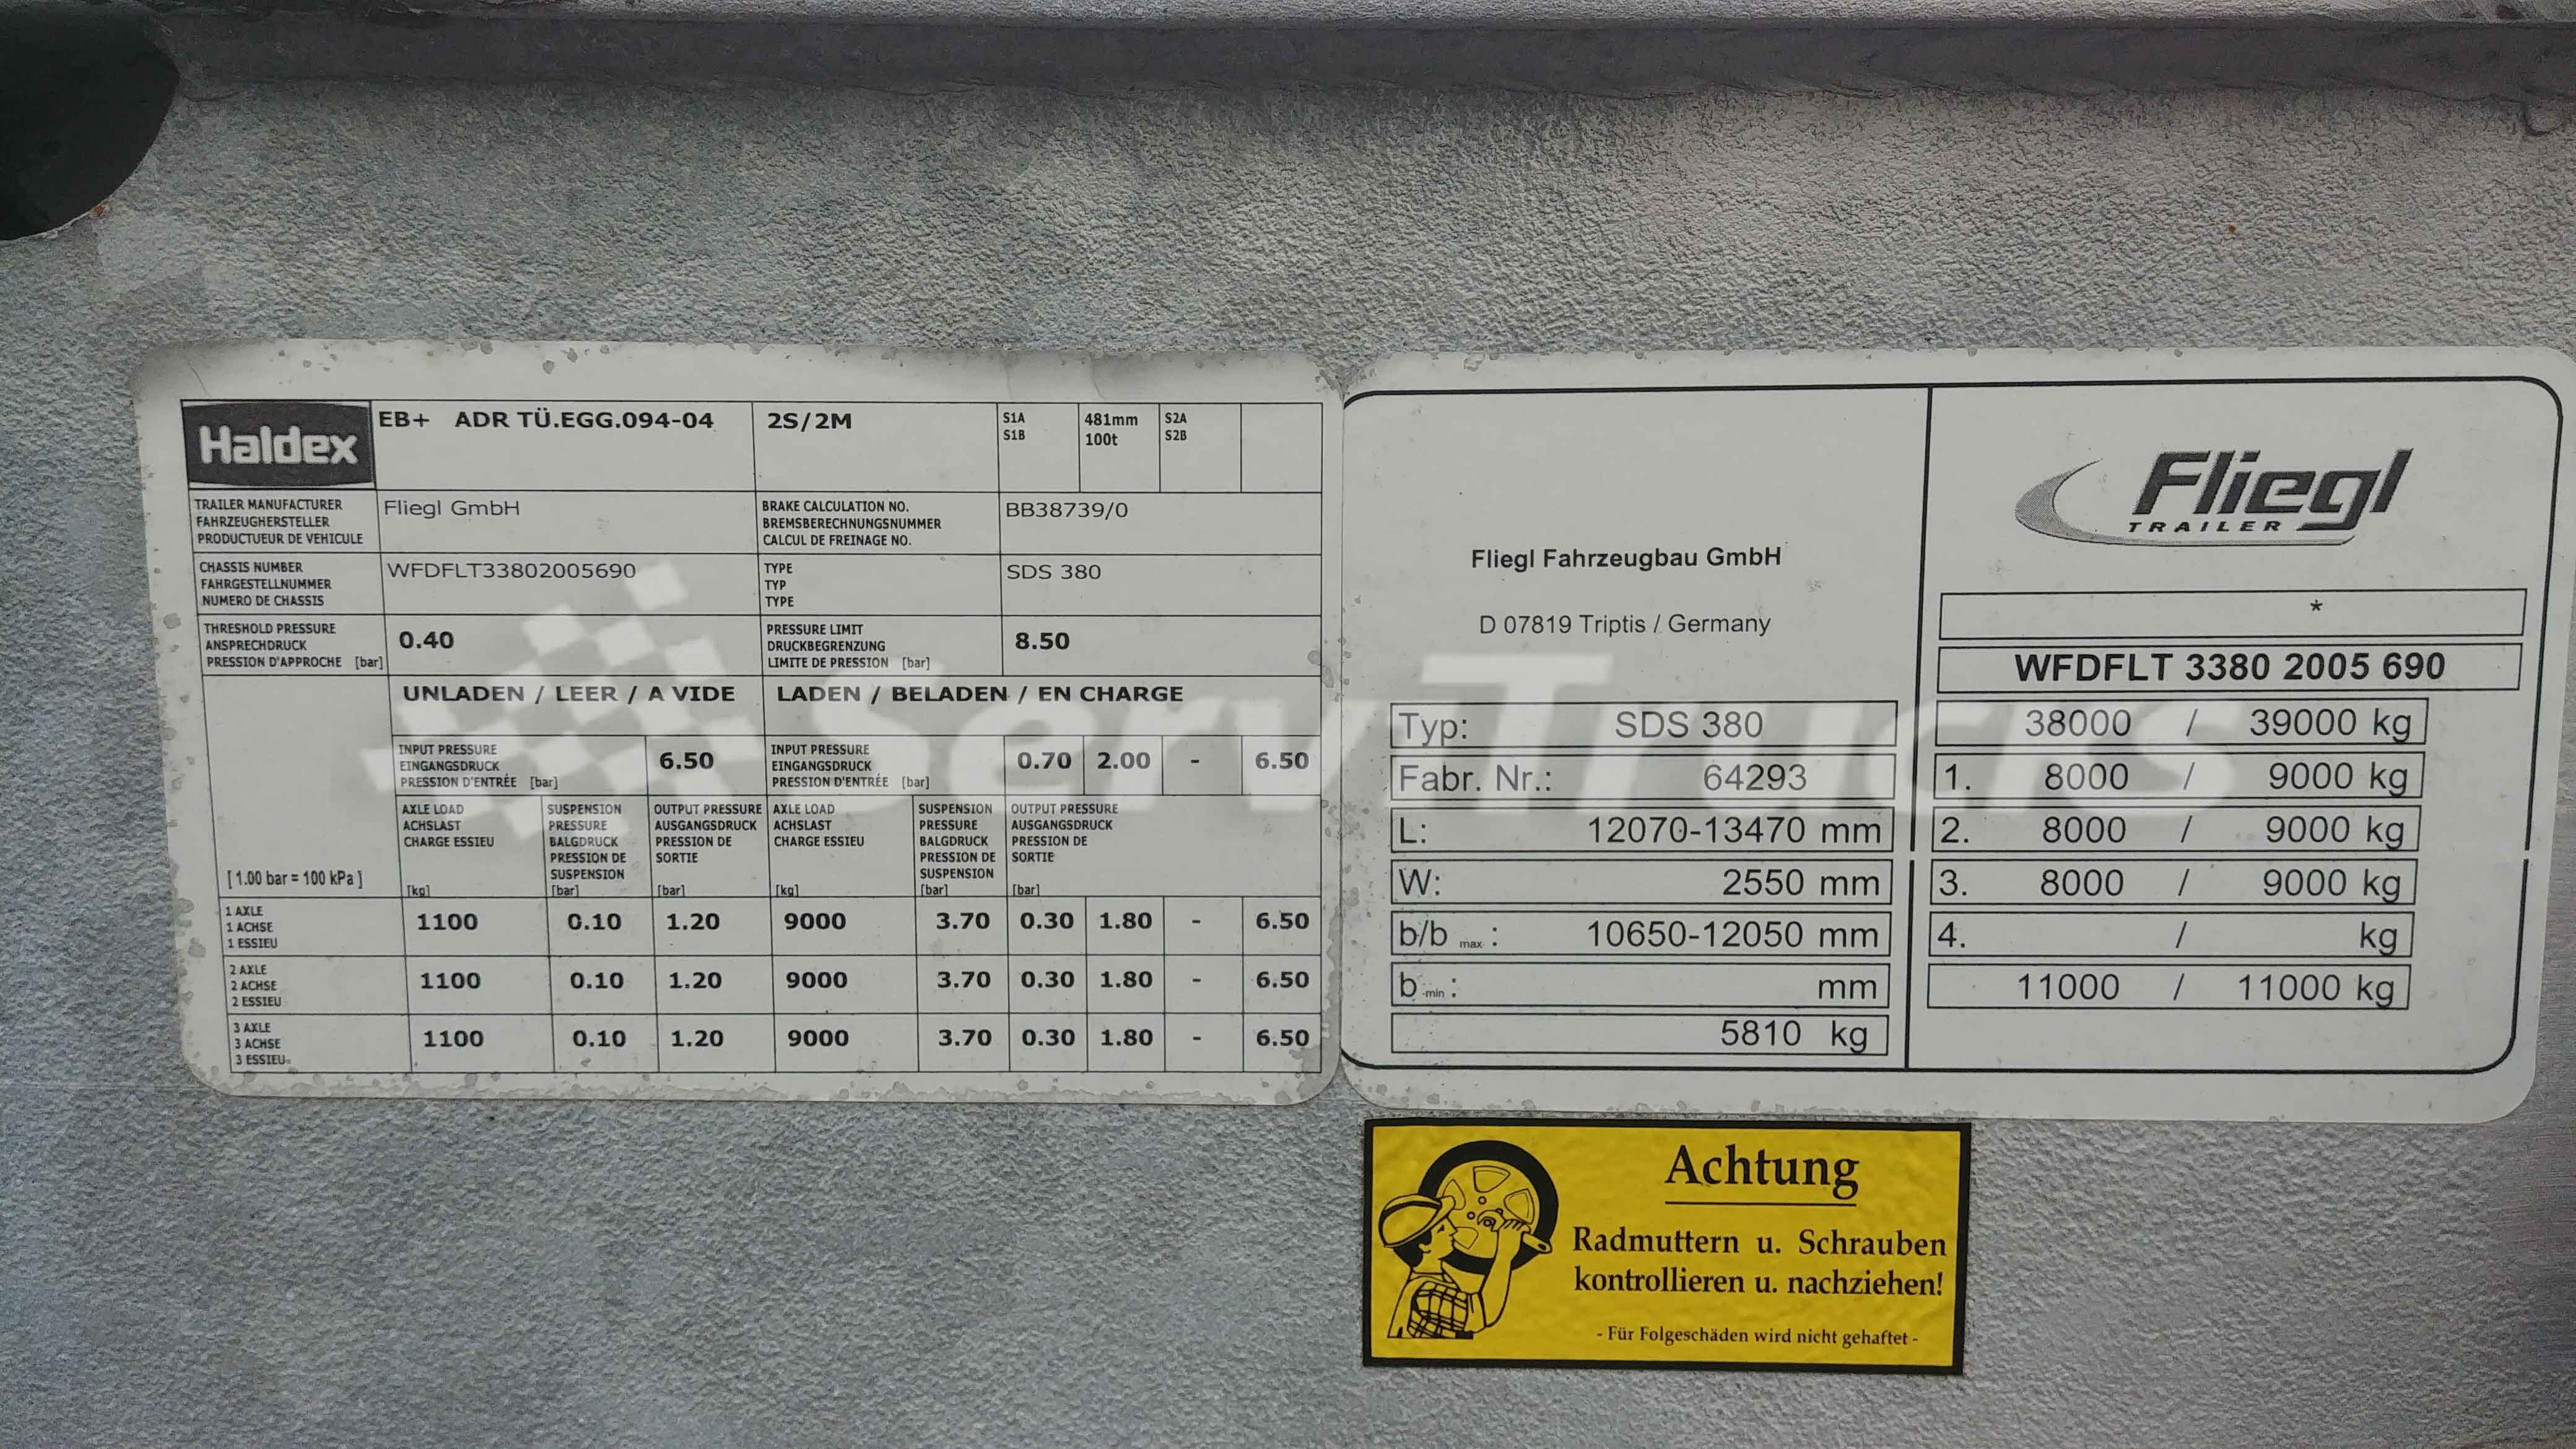 Haldex
EB+ ADR TÜ.EGG.094-04
2S/2M
S1A 481mm S2A
S1B 100t S2B
TRAILER MANUFACTURER
FAHRZEUGHERSTELLER
PRODUCTUEUR DE VEHICULE
Fliegl GmbH
BRAKE CALCULATION NO.
BREMSBERECHNUNGSNUMMER
CALCUL DE FREINAGE NO.
BB38739/0
CHASSIS NUMBER
FAHRGESTELLNUMMER
NUMERO DE CHASSIS
WFDFLT33802005690
TYPE
TYP
TYPE
SDS 380
THRESHOLD PRESSURE
ANSPRECHDRUCK
PRESSION D'APPROCHE [bar]
0.40
PRESSURE LIMIT
DRUCKBEGRENZUNG
LIMITE DE PRESSION [bar]
8.50
UNLADEN / LEER / A VIDE
LADEN / BELADEN / EN CHARGE
INPUT PRESSURE
EINGANGSDRUCK
PRESSION D'ENTRÉE [bar]
6.50
INPUT PRESSURE
EINGANGSDRUCK
PRESSION D'ENTRÉE [bar]
0.70 2.00 - 6.50
[ 1.00 bar = 100 kPa ]
AXLE LOAD
ACHSLAST
CHARGE ESSIEU
[kg]
SUSPENSION
PRESSURE
BALGDRUCK
PRESSION DE
SUSPENSION
[bar]
OUTPUT PRESSURE
AUSGANGSDRUCK
PRESSION DE
SORTIE
[bar]
AXLE LOAD
ACHSLAST
CHARGE ESSIEU
[kg]
SUSPENSION
PRESSURE
BALGDRUCK
PRESSION DE
SUSPENSION
[bar]
OUTPUT PRESSURE
AUSGANGSDRUCK
PRESSION DE
SORTIE
[bar]
1 AXLE
1 ACHSE
1 ESSIEU
1100 0.10 1.20 9000 3.70 0.30 1.80 - 6.50
2 AXLE
2 ACHSE
2 ESSIEU
1100 0.10 1.20 9000 3.70 0.30 1.80 - 6.50
3 AXLE
3 ACHSE
3 ESSIEU
1100 0.10 1.20 9000 3.70 0.30 1.80 - 6.50
Fliegl Fahrzeugbau GmbH
D 07819 Triptis / Germany
Typ: SDS 380
Fabr. Nr.: 64293
L: 12070-13470 mm
W: 2550 mm
b/b max : 10650-12050 mm
b min : mm
5810 kg
Fliegl
TRAILER
*
WFDFLT 3380 2005 690
38000 / 39000 kg
1. 8000 / 9000 kg
2. 8000 / 9000 kg
3. 8000 / 9000 kg
4. / kg
11000 / 11000 kg
ServTrucks
Achtung
Radmuttern u. Schrauben
kontrollieren u. nachziehen!
- Für Folgeschäden wird nicht gehaftet -